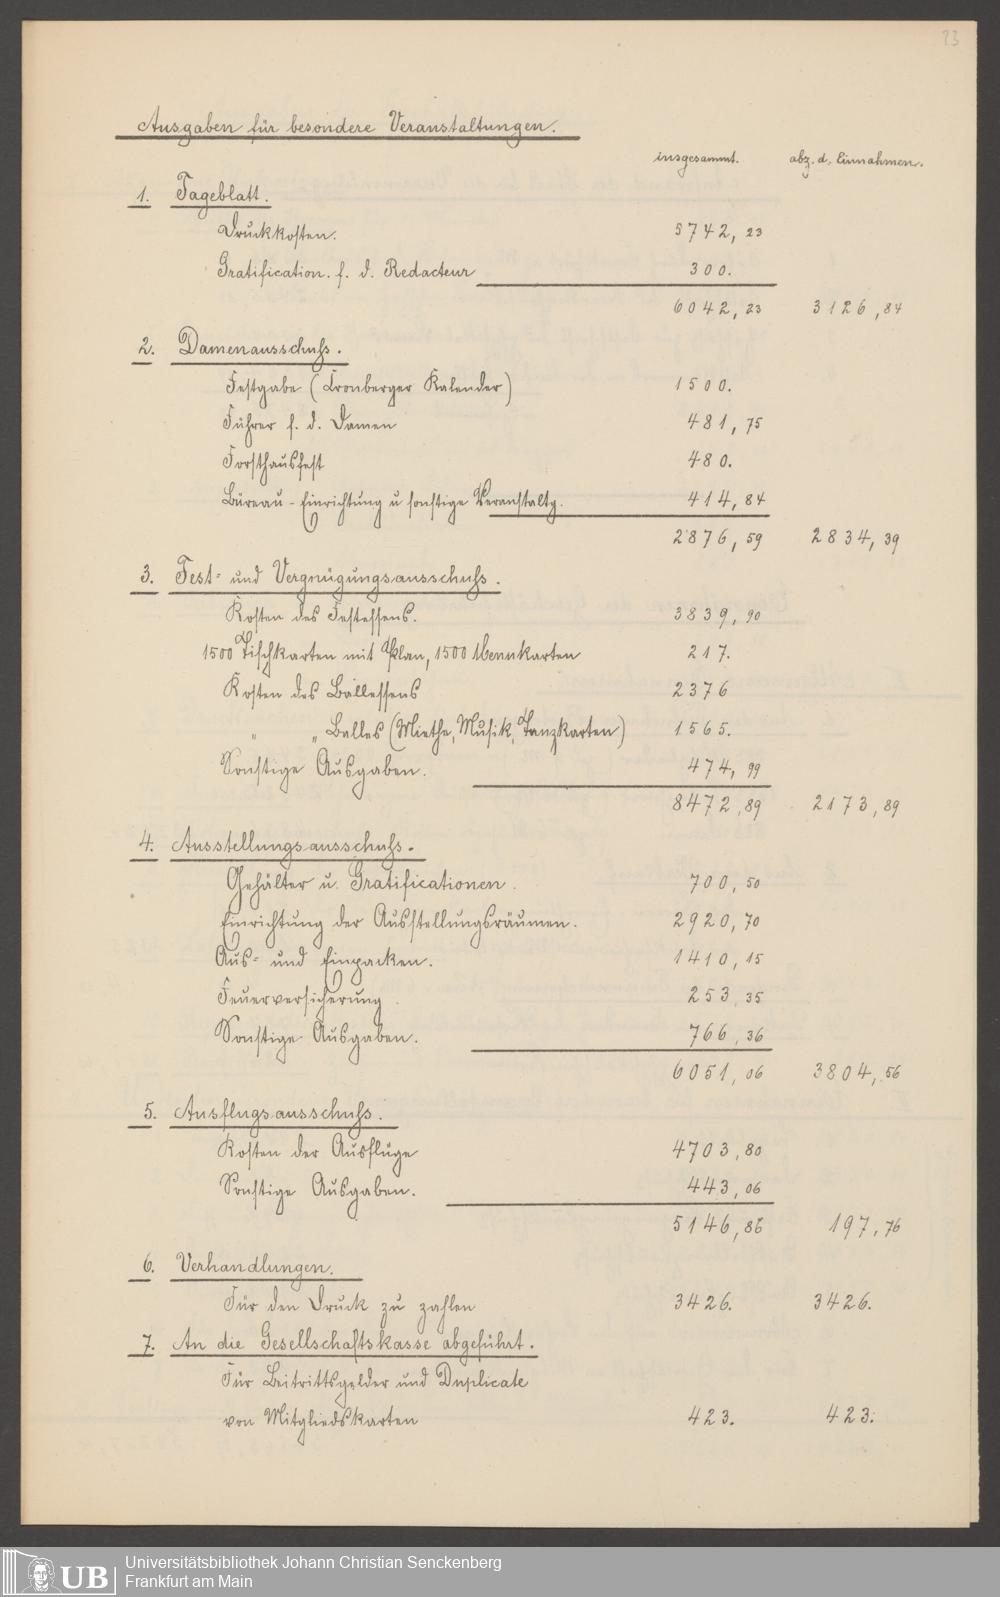 23
Ausgaben für besondere Veranstaltungen.
insgesammt. abz. d. Einnahmen.
1. Tageblatt.
Druckkosten. 5742,23
Gratification. f. d. Redacteur 300.
6042,23 3126,84
2. Damenausschuss.
Festgabe (Cronberger Kalender) 1500.
Führer f. d. Damen 481,75
Forsthausfest 480.
Büreau-Einrichtung u sonstige Veranstaltg. 414,84
2876,59 2834,39
3. Fest- und Vergnügungsausschuss.
Kosten des Festessens. 3839,90
1500 Tischkarten mit Plan, 1500 Menukarten 217.
Kosten des Ballessens 2376
" " Balles (Miethe, Musik, Tanzkarten) 1565.
Sonstige Ausgaben. 474,99
8472,89 2173,89
4. Ausstellungsausschuss.
Gehälter u. Gratificationen. 700,50
Einrichtung der Ausstellungsräumen. 2920,70
Aus- und Einpacken. 1410,15
Feuerversicherung. 253,35
Sonstige Ausgaben. 766,36
6051,06 3804,56
5. Ausflugsausschuss.
Kosten der Ausflüge 4703,80
Sonstige Ausgaben. 443,06
5146,86 197,76
6. Verhandlungen.
Für den Druck zu zahlen 3426. 3426.
7. An die Gesellschaftskasse abgeführt.
Für Beitrittsgelder und Duplicate
von Mitgliedskarten 423. 423.
UB
Universitätsbibliothek Johann Christian Senckenberg
Frankfurt am Main